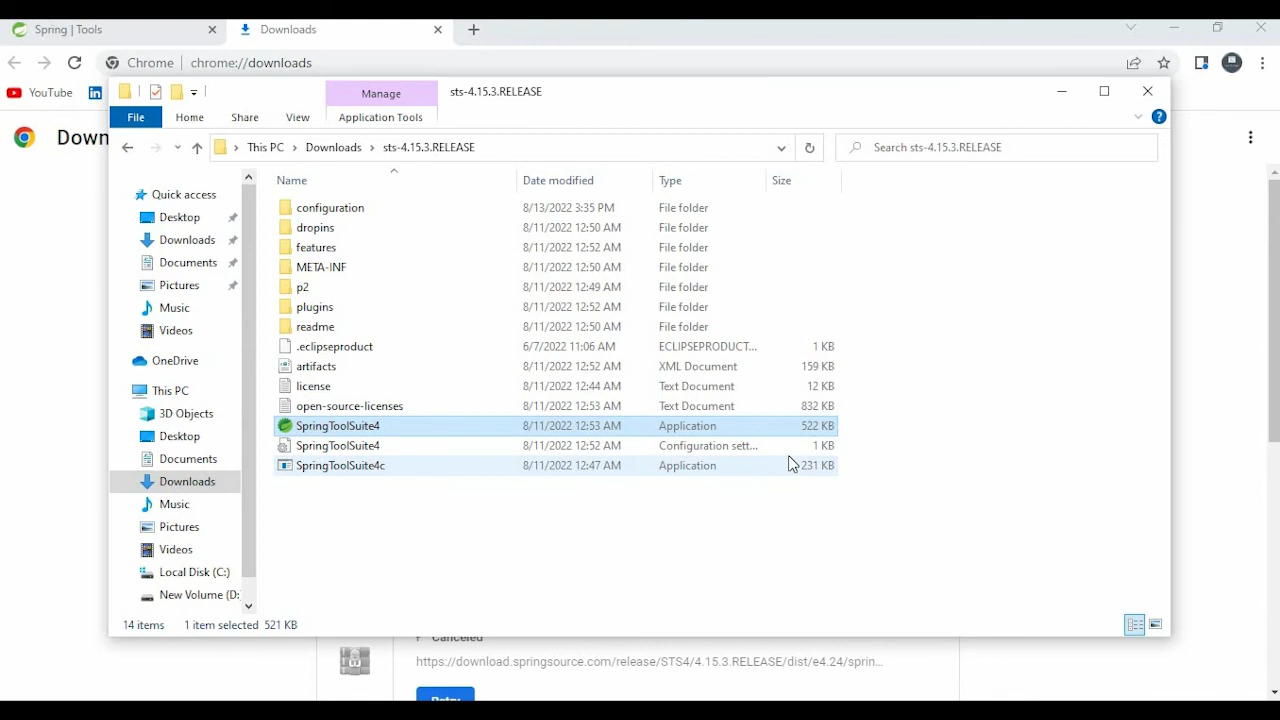 Spring | Tools
Downloads
Chrome
chrome://downloads
YouTube
Manage
sts-4.15.3.RELEASE
File
Home
Share
View
Application Tools
Down
This PC
Downloads
sts-4.15.3.RELEASE
Search sts-4.15.3.RELEASE
Name
Date modified
Type
Size
Quick access
Desktop
Downloads
Documents
Pictures
Music
Videos
OneDrive
This PC
3D Objects
Desktop
Documents
Downloads
Music
Pictures
Videos
Local Disk (C:)
New Volume (D:
configuration 8/13/2022 3:35 PM File folder
dropins 8/11/2022 12:50 AM File folder
features 8/11/2022 12:52 AM File folder
META-INF 8/11/2022 12:50 AM File folder
p2 8/11/2022 12:49 AM File folder
plugins 8/11/2022 12:52 AM File folder
readme 8/11/2022 12:50 AM File folder
.eclipseproduct 6/7/2022 11:06 AM ECLIPSEPRODUCT... 1 KB
artifacts 8/11/2022 12:52 AM XML Document 159 KB
license 8/11/2022 12:44 AM Text Document 12 KB
open-source-licenses 8/11/2022 12:53 AM Text Document 832 KB
SpringToolSuite4 8/11/2022 12:53 AM Application 522 KB
SpringToolSuite4 8/11/2022 12:52 AM Configuration sett... 1 KB
SpringToolSuite4c 8/11/2022 12:47 AM Application 231 KB
14 items 1 item selected 521 KB
Canceled
https://download.springsource.com/release/STS4/4.15.3.RELEASE/dist/e4.24/sprin...
Retry